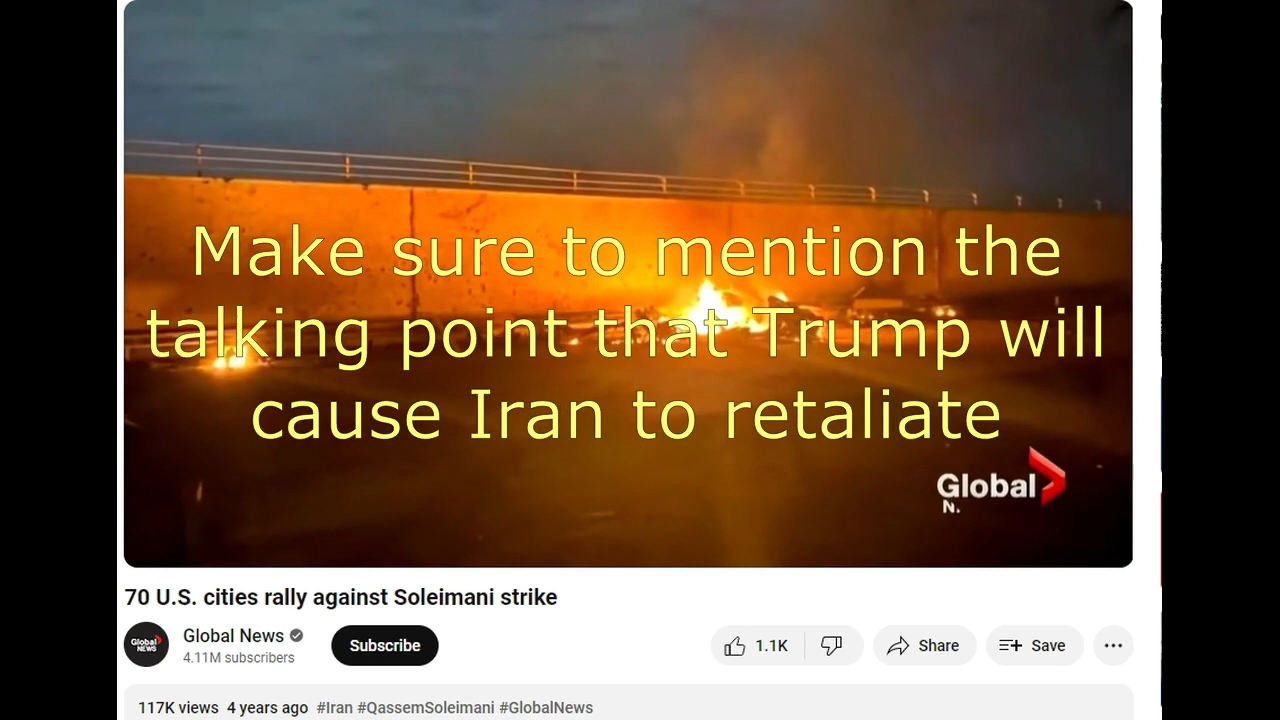 Make sure to mention the
talking point that Trump will
cause Iran to retaliate
Global
N.
70 U.S. cities rally against Soleimani strike
Global
NEWS
Global News
4.11M subscribers
Subscribe
1.1K
Share
Save
117K views 4 years ago #Iran #QassemSoleimani #GlobalNews